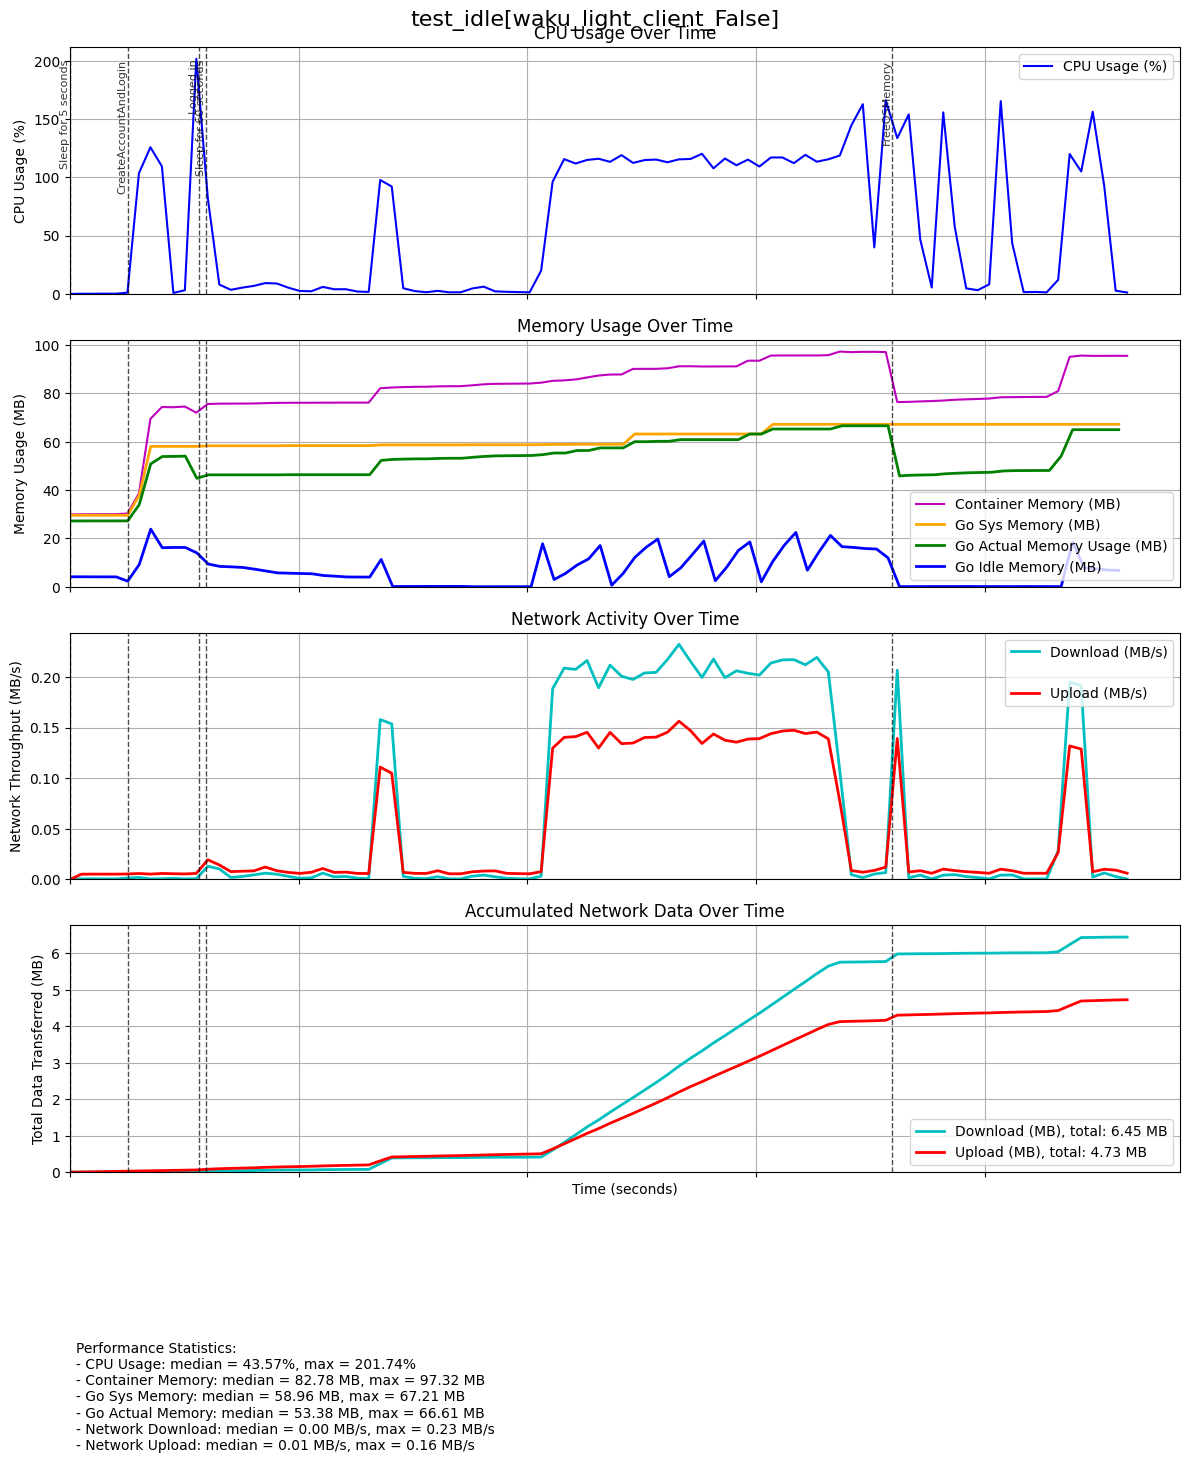 test_idle[waku_light_client_False]
CPU Usage Over Time
CPU Usage (%)
200
150
100
50
0
Sleep for 5 seconds
CreateAccountAndLogin
Logged in
Sleep for 60 seconds
FreeOSMemory
CPU Usage (%)
Memory Usage Over Time
Memory Usage (MB)
100
80
60
40
20
0
Container Memory (MB)
Go Sys Memory (MB)
Go Actual Memory Usage (MB)
Go Idle Memory (MB)
Network Activity Over Time
Network Throughput (MB/s)
0.20
0.15
0.10
0.05
0.00
Download (MB/s)
Upload (MB/s)
Accumulated Network Data Over Time
Total Data Transferred (MB)
6
5
4
3
2
1
0
Download (MB), total: 6.45 MB
Upload (MB), total: 4.73 MB
Time (seconds)
Performance Statistics:
- CPU Usage: median = 43.57%, max = 201.74%
- Container Memory: median = 82.78 MB, max = 97.32 MB
- Go Sys Memory: median = 58.96 MB, max = 67.21 MB
- Go Actual Memory: median = 53.38 MB, max = 66.61 MB
- Network Download: median = 0.00 MB/s, max = 0.23 MB/s
- Network Upload: median = 0.01 MB/s, max = 0.16 MB/s